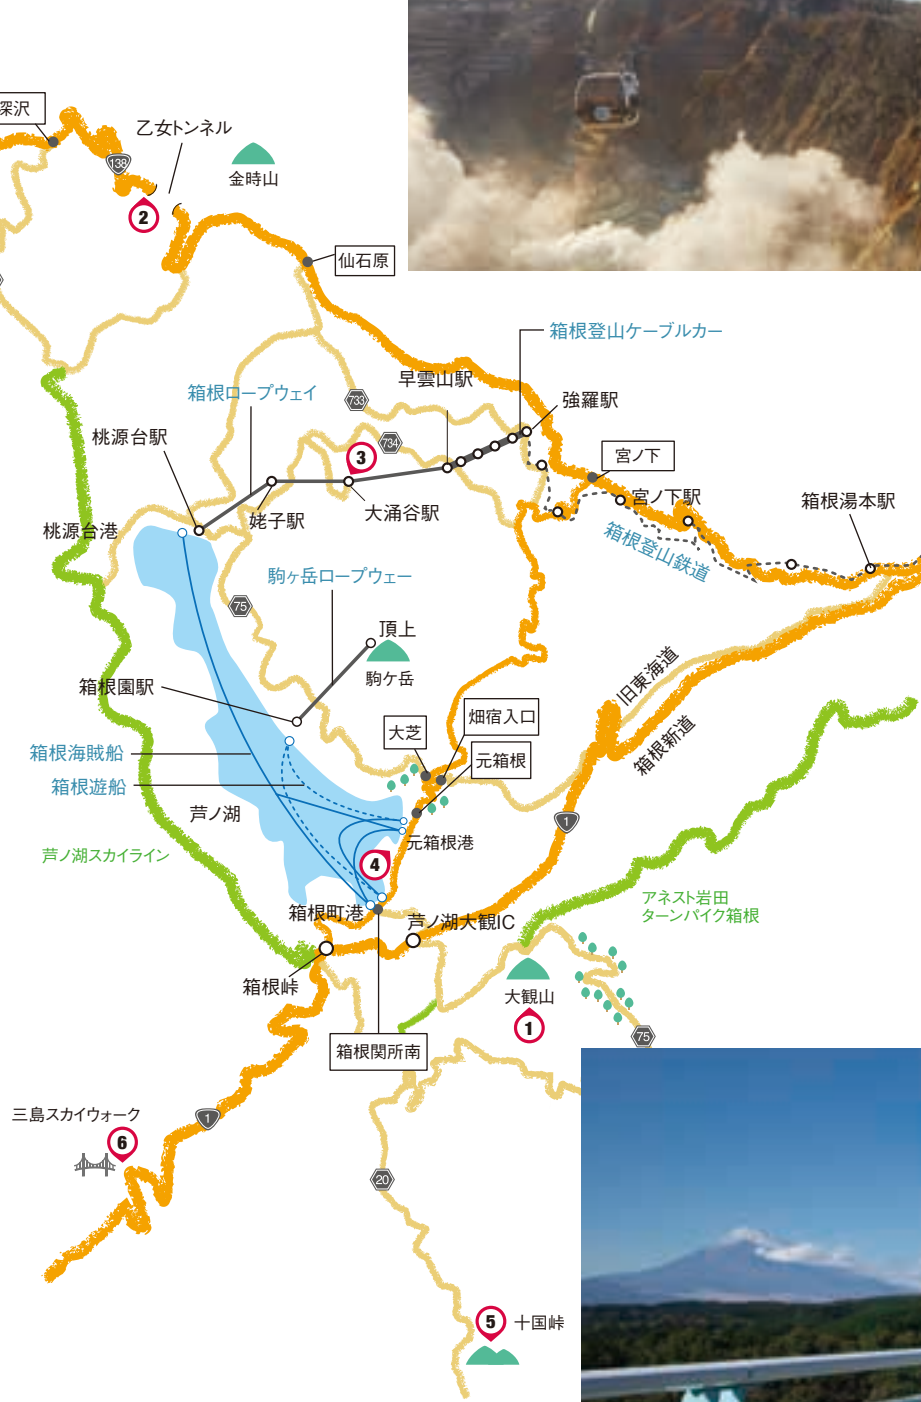 深沢
乙女トンネル
138
金時山
2
仙石原
箱根登山ケーブルカー
早雲山駅
箱根ロープウェイ
733
強羅駅
桃源台駅
734
3
宮ノ下
宮ノ下駅
箱根湯本駅
大涌谷駅
姥子駅
桃源台港
箱根登山鉄道
駒ヶ岳ロープウェー
75
頂上
駒ケ岳
箱根園駅
旧東海道
畑宿入口
大芝
箱根新道
箱根海賊船
元箱根
箱根遊船
芦ノ湖
1
元箱根港
芦ノ湖スカイライン
4
アネスト岩田
ターンパイク箱根
箱根町港
芦ノ湖大観IC
箱根峠
大観山
1
75
箱根関所南
三島スカイウォーク
1
6
20
5
十国峠